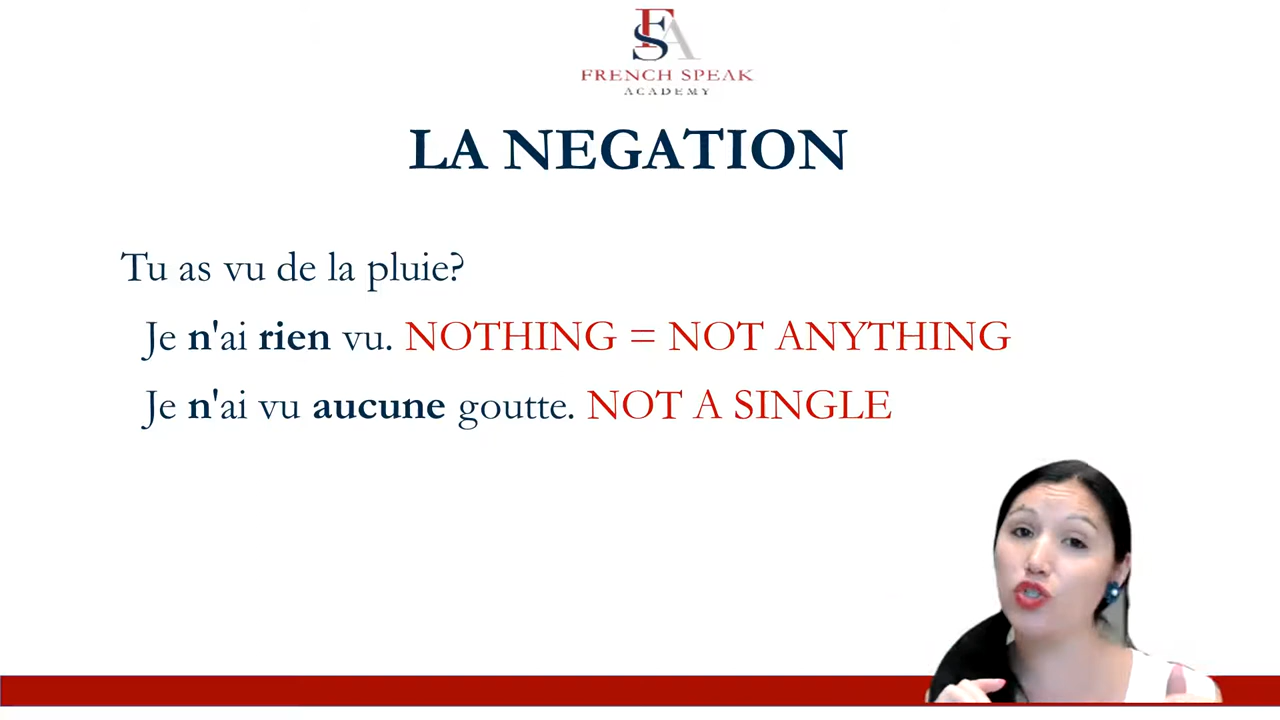 FSA
FRENCH SPEAK
ACADEMY
LA NEGATION
Tu as vu de la pluie?
Je n'ai rien vu. NOTHING = NOT ANYTHING
Je n'ai vu aucune goutte. NOT A SINGLE